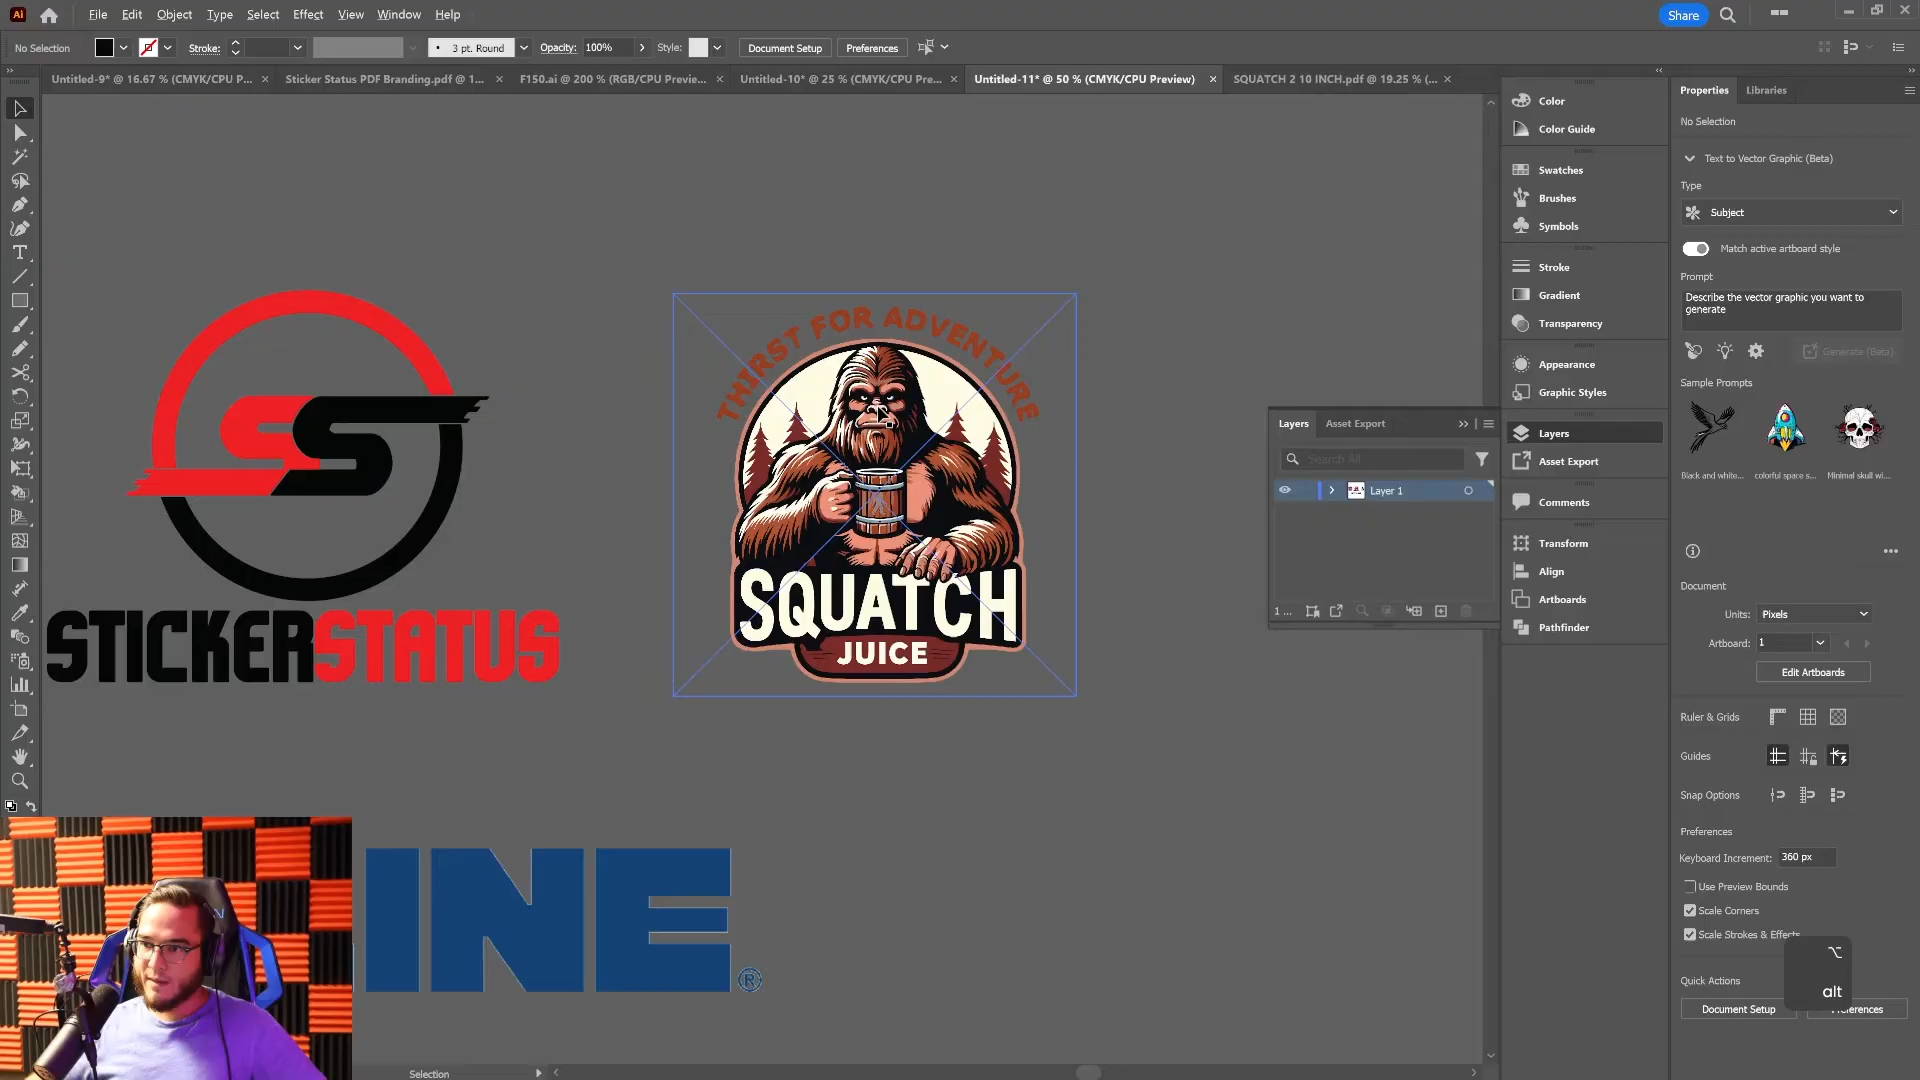 Ai
File Edit Object Type Select Effect View Window Help
Share
No Selection
Stroke:
3 pt. Round
Opacity: 100%
Style:
Document Setup
Preferences
Untitled-9* @ 16.67 % (CMYK/CPU P...
Sticker Status PDF Branding.pdf @ 1...
F150.ai @ 200 % (RGB/CPU Previe...
Untitled-10* @ 25 % (CMYK/CPU Pre...
Untitled-11* @ 50 % (CMYK/CPU Preview)
SQUATCH 2 10 INCH.pdf @ 19.25 % (...
SS
STICKERSTATUS
THIRST FOR ADVENTURE
SQUATCH
JUICE
INE®
Layers
Asset Export
Search All
Layer 1
1 ...
Selection
Color
Color Guide
Swatches
Brushes
Symbols
Stroke
Gradient
Transparency
Appearance
Graphic Styles
Layers
Asset Export
Comments
Transform
Align
Artboards
Pathfinder
Properties
Libraries
No Selection
Text to Vector Graphic (Beta)
Type
Subject
Match active artboard style
Prompt
Describe the vector graphic you want to
generate
Generate (Beta)
Sample Prompts
Black and white...
colorful space s...
Minimal skull wi...
Document
Units: Pixels
Artboard: 1
Edit Artboards
Ruler & Grids
Guides
Snap Options
Preferences
Keyboard Increment: 360 px
Use Preview Bounds
Scale Corners
Scale Strokes & Effects
Quick Actions
Document Setup
Preferences
alt